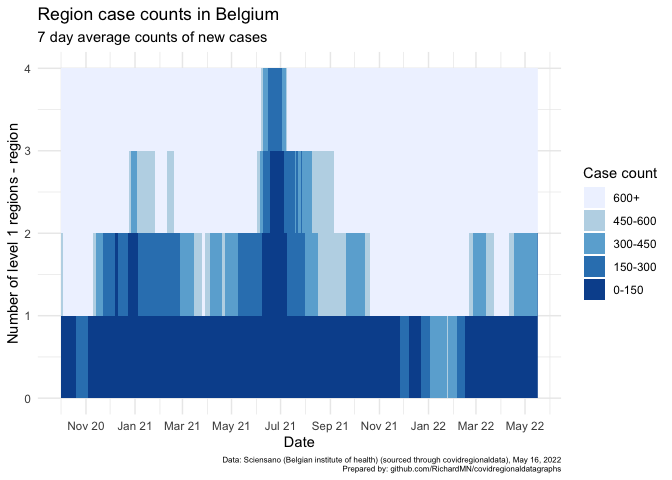 Region case counts in Belgium
7 day average counts of new cases
Number of level 1 regions - region
4
3
2
1
0
Nov 20
Jan 21
Mar 21
May 21
Jul 21
Sep 21
Nov 21
Jan 22
Mar 22
May 22
Date
Case count
600+
450-600
300-450
150-300
0-150
Data: Sciensano (Belgian institute of health) (sourced through covidregionaldata), May 16, 2022
Prepared by: github.com/RichardMN/covidregionaldatagraphs